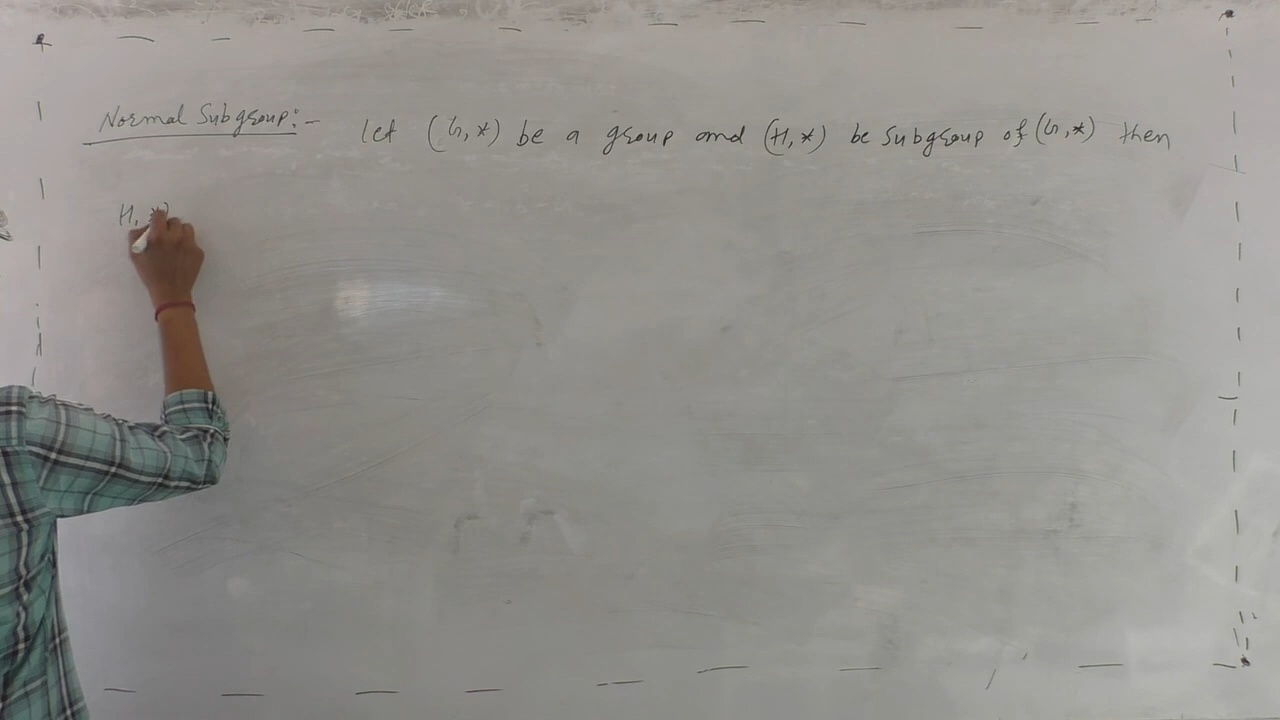 Normal Subgroup:- Let (G,*) be a group and (H,*) be Subgroup of (G,*) then
H, *)